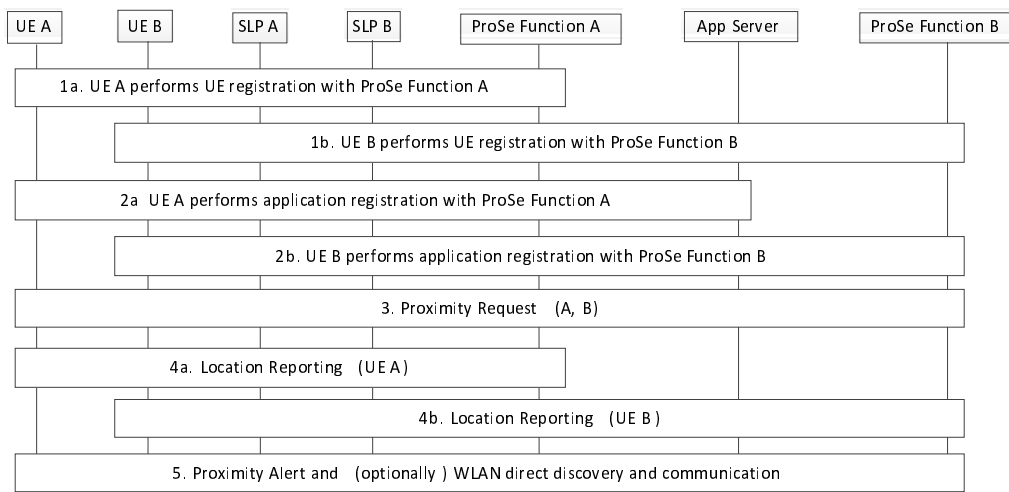 UE A
UE B
SLP A
SLP B
ProSe Function A
App Server
ProSe Function B
1a. UE A performs UE registration with ProSe Function A
1b. UE B performs UE registration with ProSe Function B
2a UE A performs application registration with ProSe Function A
2b. UE B performs application registration with ProSe Function B
3. Proximity Request (A, B)
4a. Location Reporting (UE A)
4b. Location Reporting (UE B)
5. Proximity Alert and (optionally) WLAN direct discovery and communication